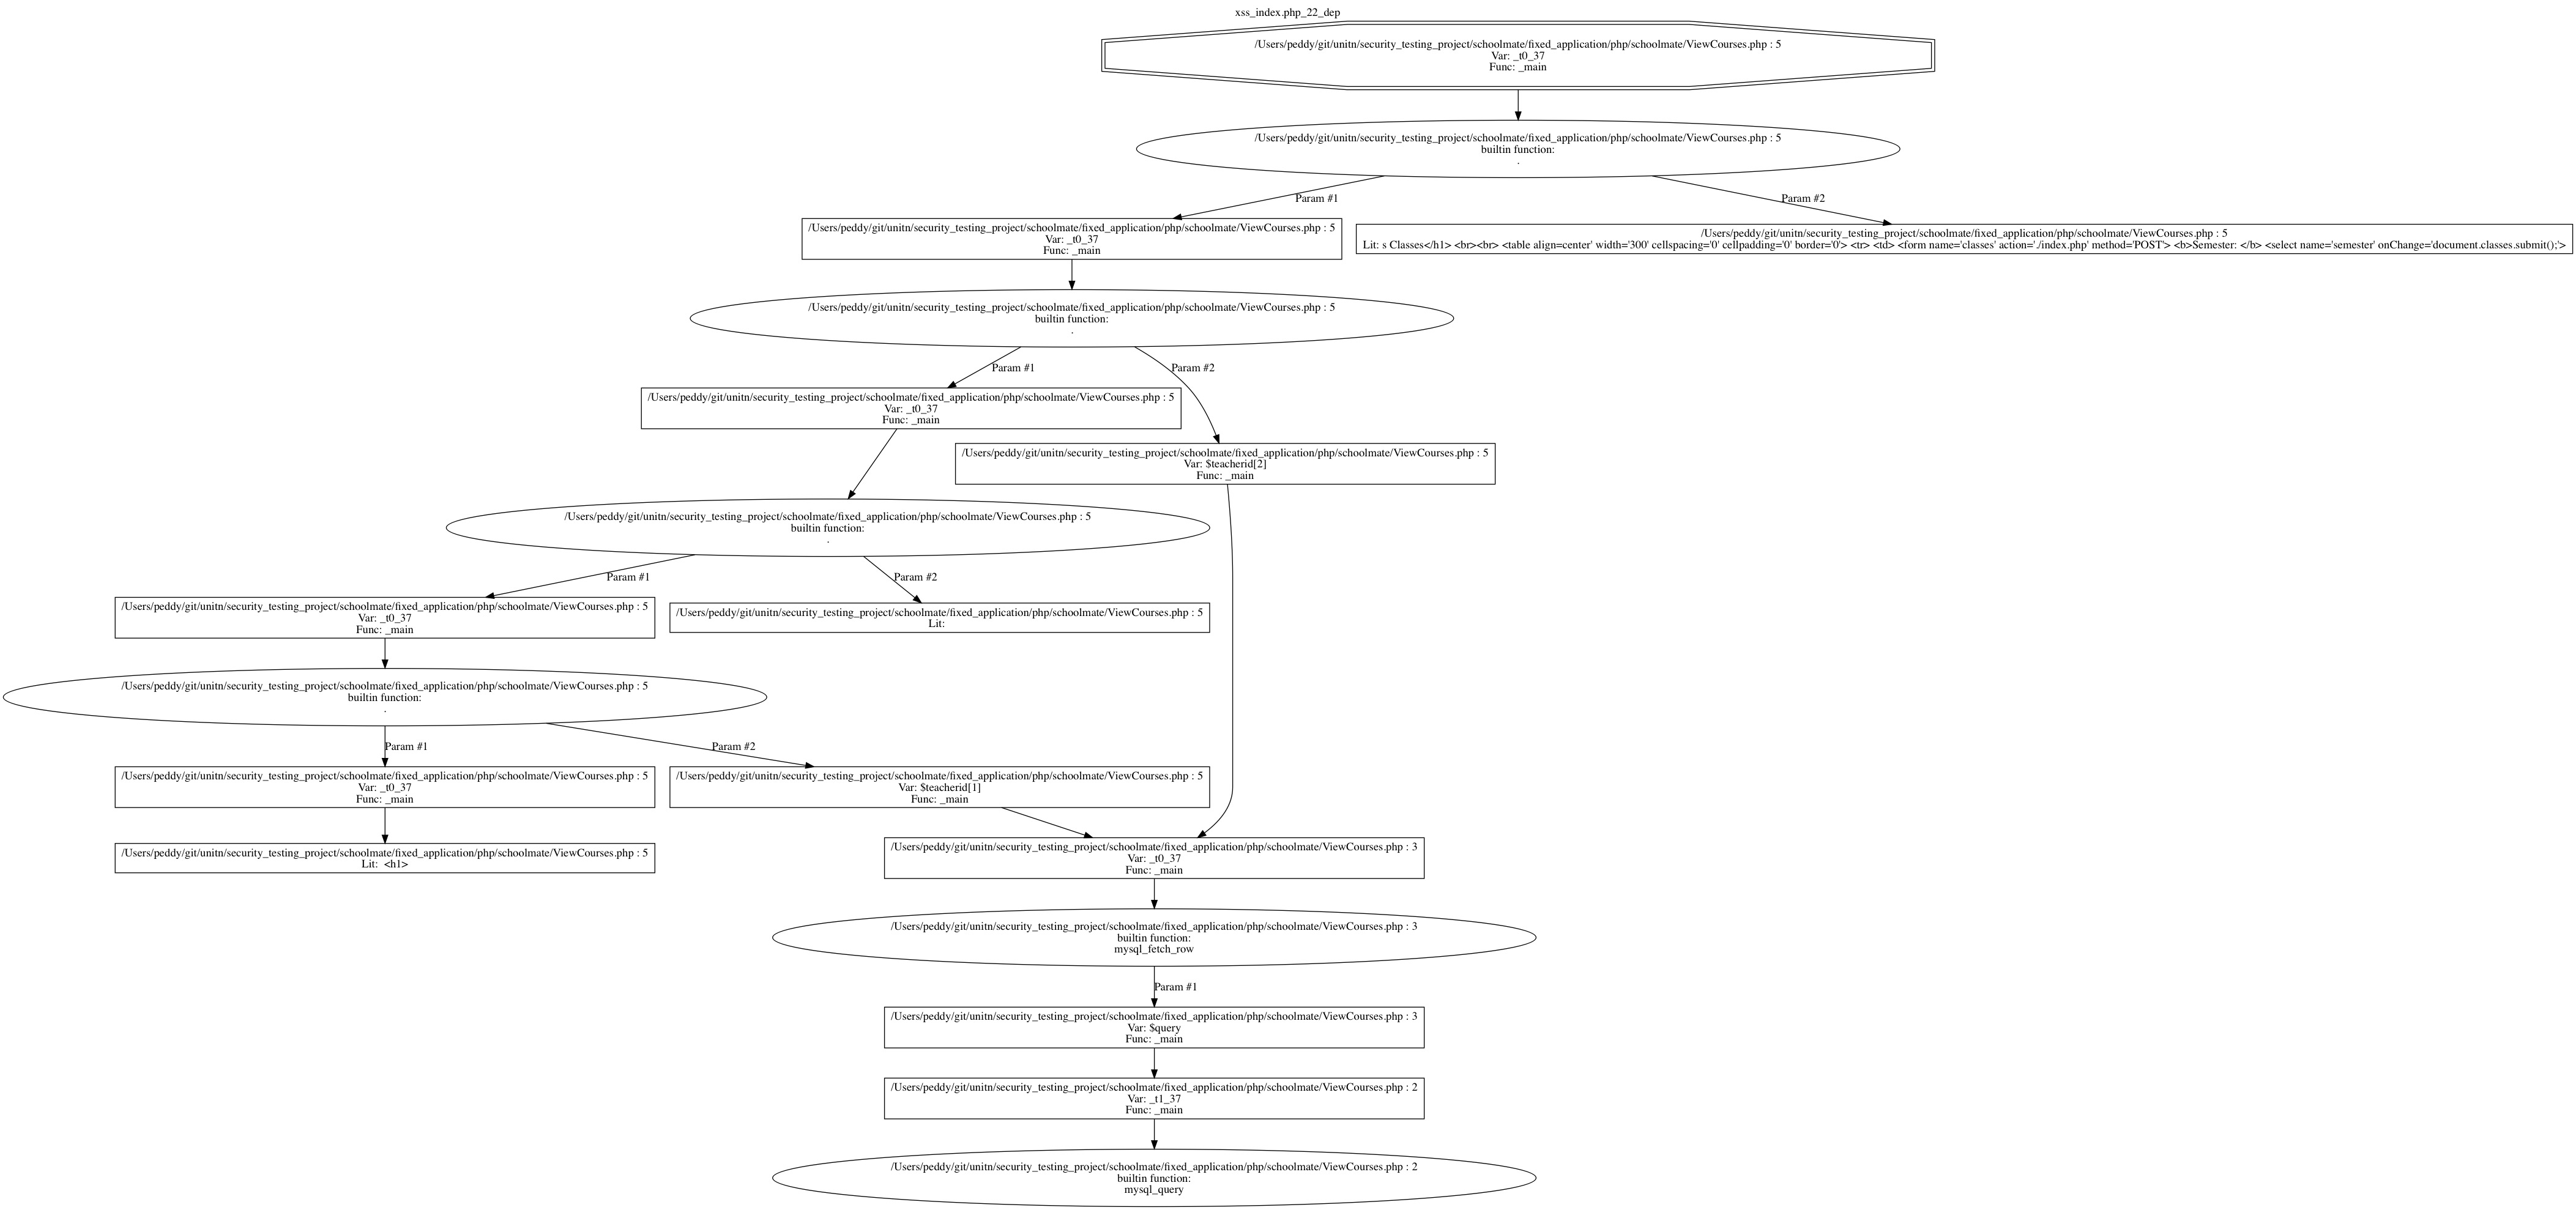 xss_index.php_22_dep
/Users/peddy/git/unitn/security_testing_project/schoolmate/fixed_application/php/schoolmate/ViewCourses.php : 5
Var: _t0_37
Func: _main
/Users/peddy/git/unitn/security_testing_project/schoolmate/fixed_application/php/schoolmate/ViewCourses.php : 5
builtin function:
.
Param #1
Param #2
/Users/peddy/git/unitn/security_testing_project/schoolmate/fixed_application/php/schoolmate/ViewCourses.php : 5
Var: _t0_37
Func: _main
/Users/peddy/git/unitn/security_testing_project/schoolmate/fixed_application/php/schoolmate/ViewCourses.php : 5
Lit: s Classes</h1> <br><br> <table align=center' width='300' cellspacing='0' cellpadding='0' border='0'> <tr> <td> <form name='classes' action='./index.php' method='POST'> <b>Semester: </b> <select name='semester' onChange='document.classes.submit();'>
/Users/peddy/git/unitn/security_testing_project/schoolmate/fixed_application/php/schoolmate/ViewCourses.php : 5
builtin function:
.
Param #1
Param #2
/Users/peddy/git/unitn/security_testing_project/schoolmate/fixed_application/php/schoolmate/ViewCourses.php : 5
Var: _t0_37
Func: _main
/Users/peddy/git/unitn/security_testing_project/schoolmate/fixed_application/php/schoolmate/ViewCourses.php : 5
Var: $teacherid[2]
Func: _main
/Users/peddy/git/unitn/security_testing_project/schoolmate/fixed_application/php/schoolmate/ViewCourses.php : 5
builtin function:
.
Param #1
Param #2
/Users/peddy/git/unitn/security_testing_project/schoolmate/fixed_application/php/schoolmate/ViewCourses.php : 5
Var: _t0_37
Func: _main
/Users/peddy/git/unitn/security_testing_project/schoolmate/fixed_application/php/schoolmate/ViewCourses.php : 5
Lit:
/Users/peddy/git/unitn/security_testing_project/schoolmate/fixed_application/php/schoolmate/ViewCourses.php : 5
builtin function:
.
Param #1
Param #2
/Users/peddy/git/unitn/security_testing_project/schoolmate/fixed_application/php/schoolmate/ViewCourses.php : 5
Var: _t0_37
Func: _main
/Users/peddy/git/unitn/security_testing_project/schoolmate/fixed_application/php/schoolmate/ViewCourses.php : 5
Var: $teacherid[1]
Func: _main
/Users/peddy/git/unitn/security_testing_project/schoolmate/fixed_application/php/schoolmate/ViewCourses.php : 5
Lit: <h1>
/Users/peddy/git/unitn/security_testing_project/schoolmate/fixed_application/php/schoolmate/ViewCourses.php : 3
Var: _t0_37
Func: _main
/Users/peddy/git/unitn/security_testing_project/schoolmate/fixed_application/php/schoolmate/ViewCourses.php : 3
builtin function:
mysql_fetch_row
Param #1
/Users/peddy/git/unitn/security_testing_project/schoolmate/fixed_application/php/schoolmate/ViewCourses.php : 3
Var: $query
Func: _main
/Users/peddy/git/unitn/security_testing_project/schoolmate/fixed_application/php/schoolmate/ViewCourses.php : 2
Var: _t1_37
Func: _main
/Users/peddy/git/unitn/security_testing_project/schoolmate/fixed_application/php/schoolmate/ViewCourses.php : 2
builtin function:
mysql_query